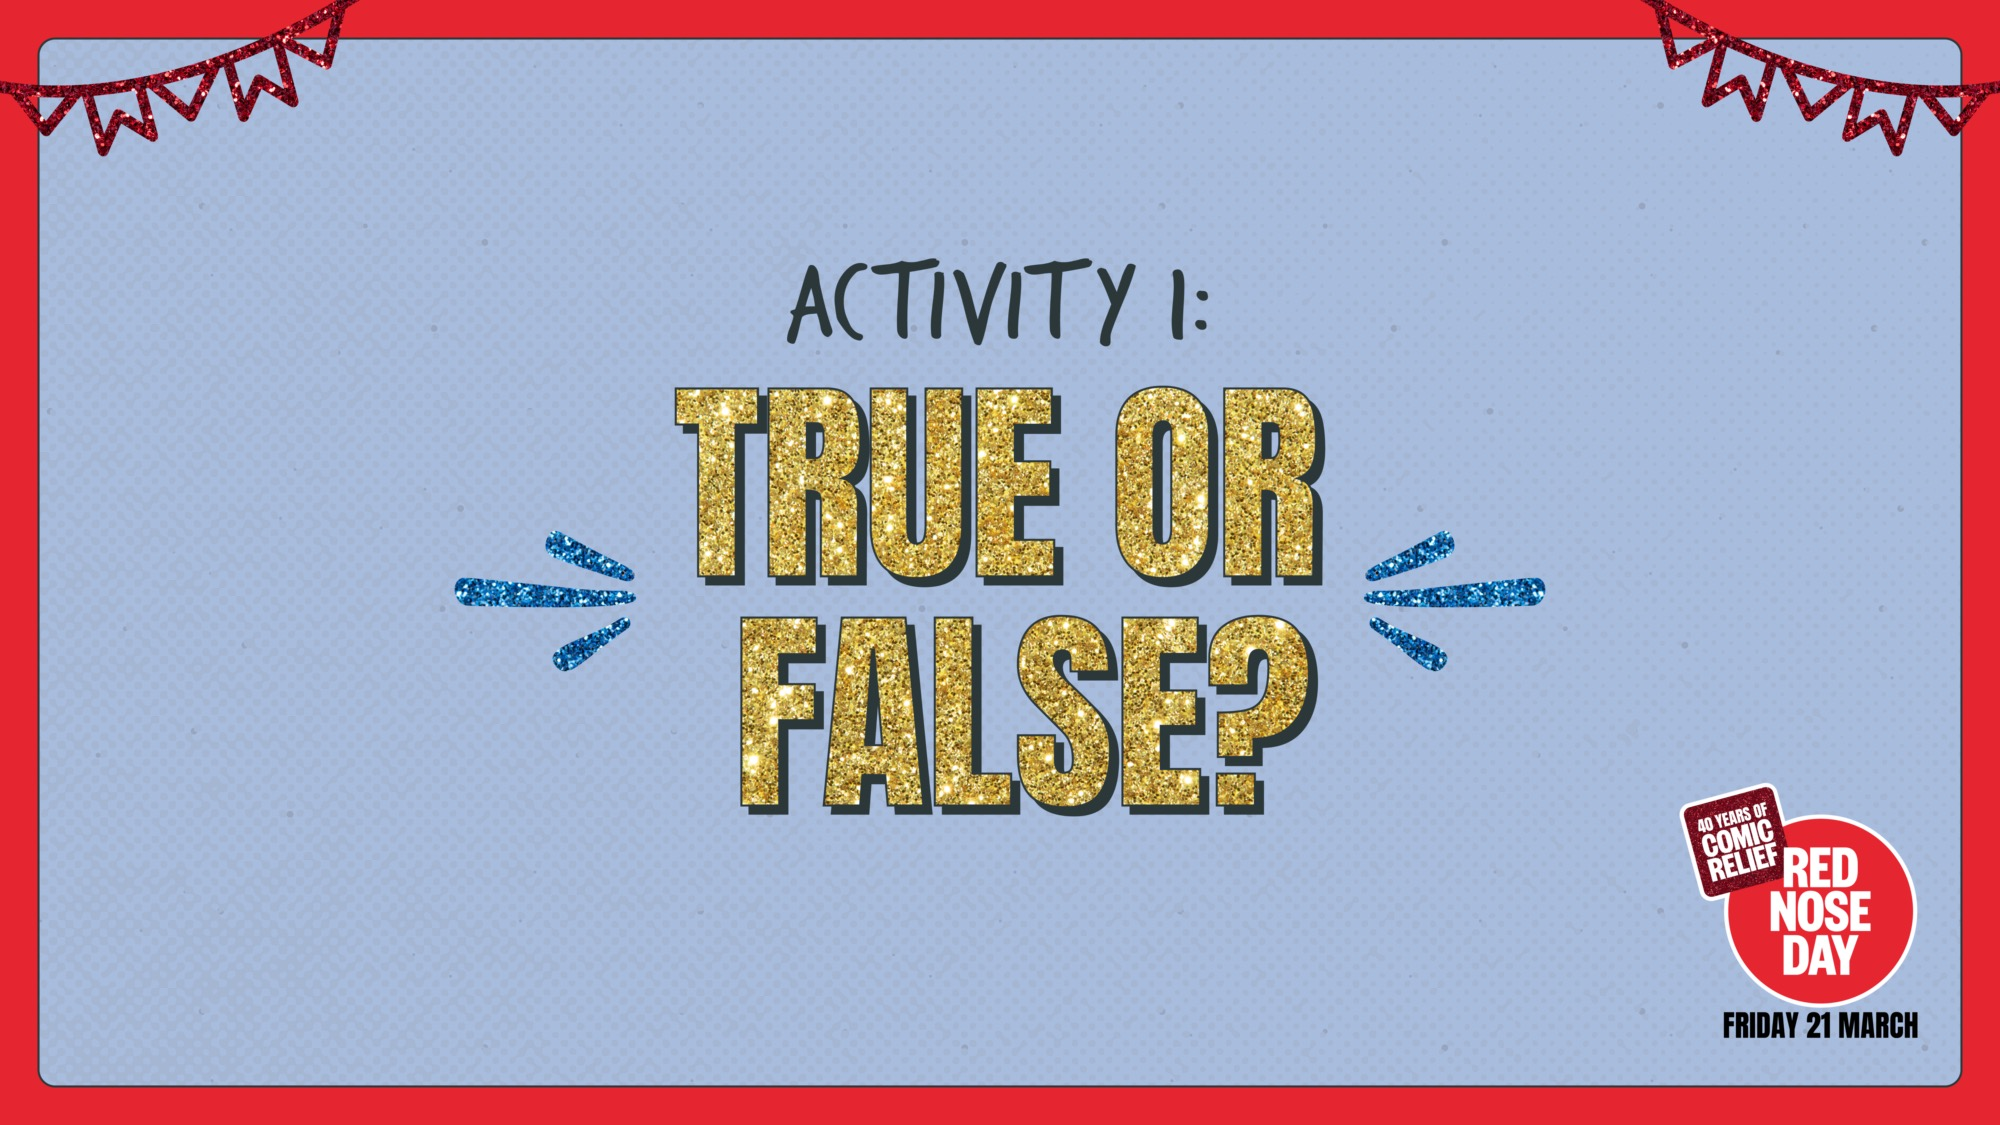 ACTIVITY 1:
TRUE OR
FALSE?
40 YEARS OF
COMIC
RELIEF
RED
NOSE
DAY
FRIDAY 21 MARCH